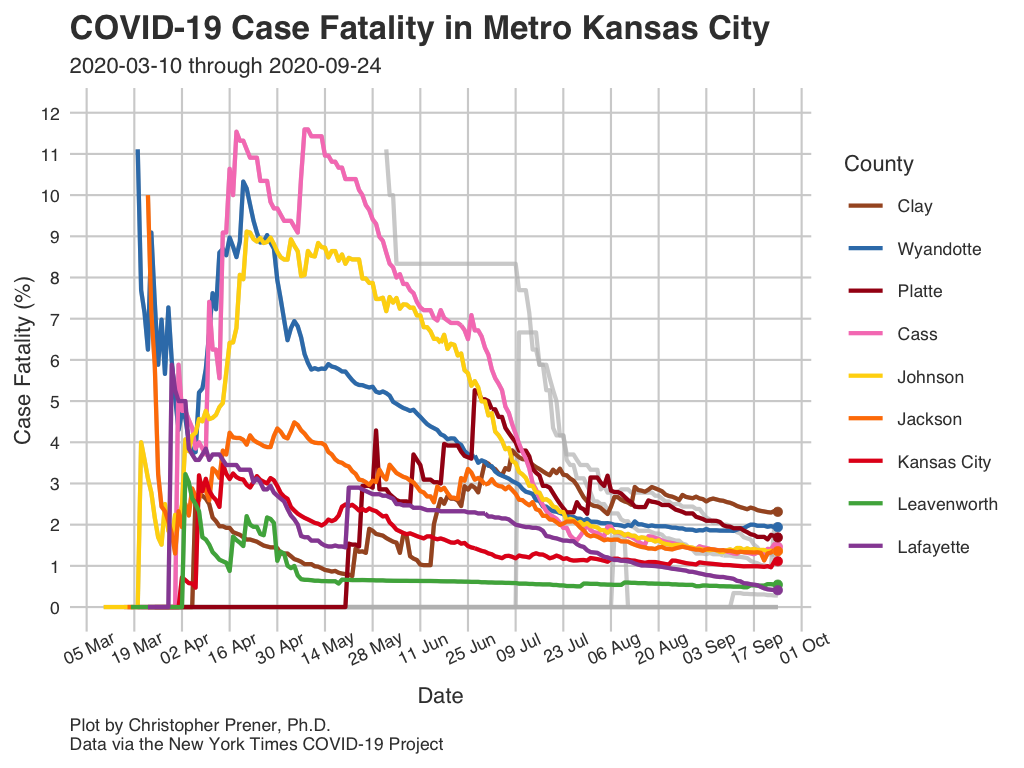 COVID-19 Case Fatality in Metro Kansas City
2020-03-10 through 2020-09-24
Case Fatality (%)
12
11
10
9
8
7
6
5
4
3
2
1
0
05 Mar
19 Mar
02 Apr
16 Apr
30 Apr
14 May
28 May
11 Jun
25 Jun
09 Jul
23 Jul
06 Aug
20 Aug
03 Sep
17 Sep
01 Oct
Date
County
Clay
Wyandotte
Platte
Cass
Johnson
Jackson
Kansas City
Leavenworth
Lafayette
Plot by Christopher Prener, Ph.D.
Data via the New York Times COVID-19 Project